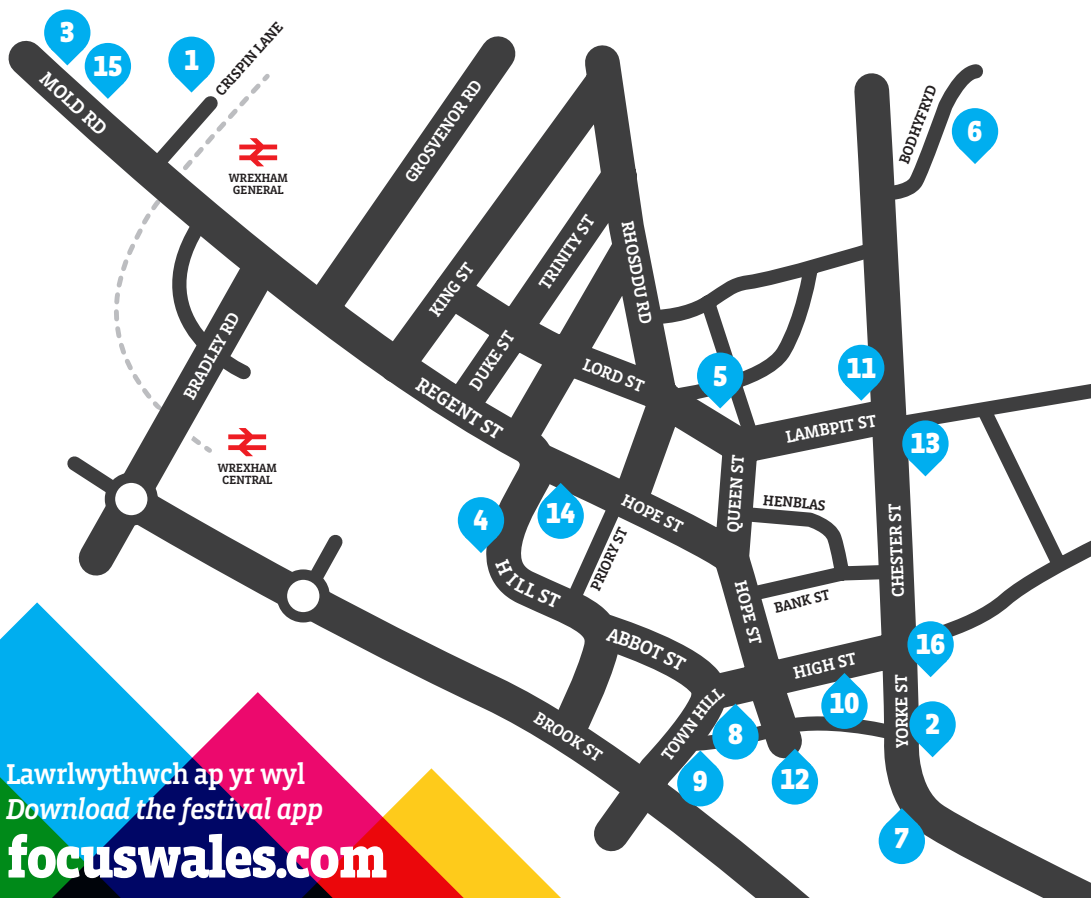 3
15
1
CRISPIN LANE
MOLD RD
WREXHAM
GENERAL
GROSVENOR RD
BODHYFRYD
6
KING ST
TRINITY ST
RHOSDDU RD
BRADLEY RD
DUKE ST
LORD ST
5
11
REGENT ST
LAMBPIT ST
13
WREXHAM
CENTRAL
4
14
HOPE ST
QUEEN ST
HENBLAS
CHESTER ST
PRIORY ST
HILL ST
HOPE ST
BANK ST
ABBOT ST
HIGH ST
16
10
YORKE ST
2
TOWN HILL
8
BROOK ST
9
12
7
Lawrlwythwch ap yr wyl
Download the festival app
focuswales.com